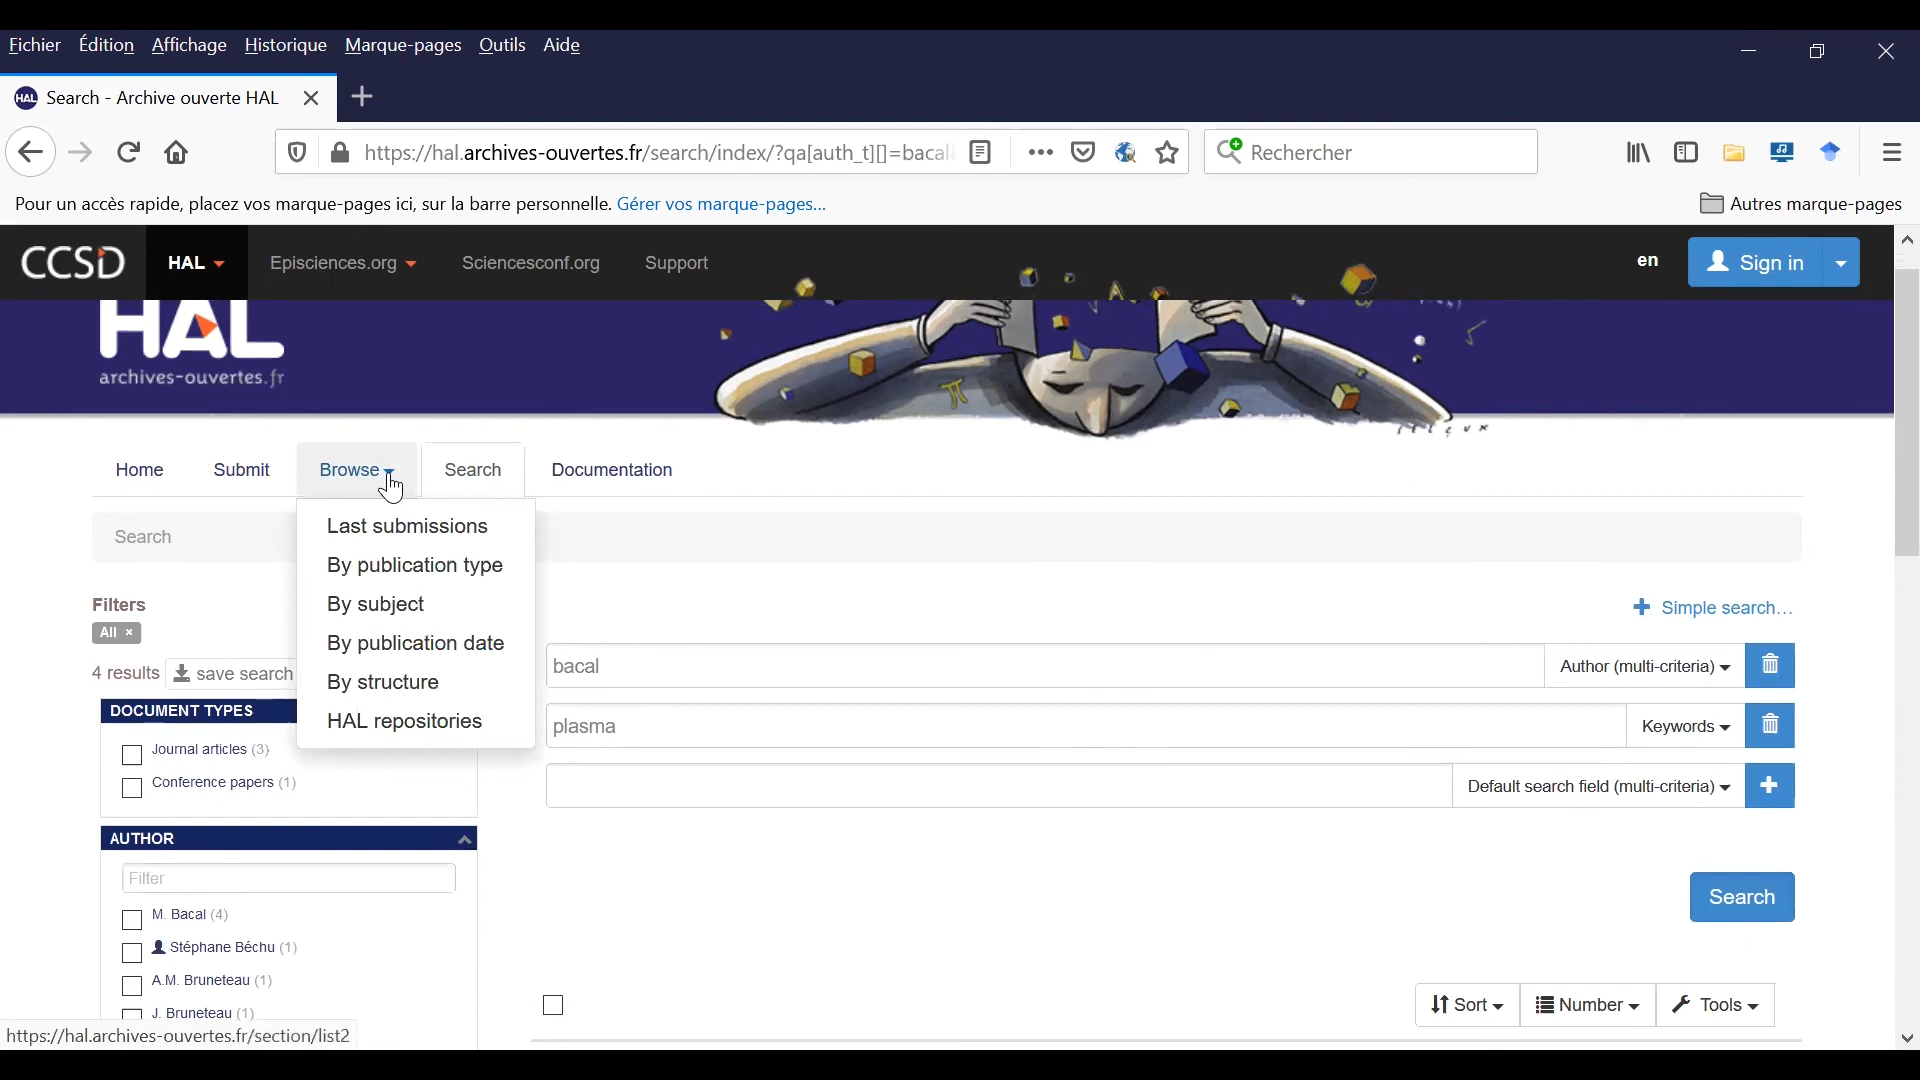 Fichier Édition Affichage Historique Marque-pages Outils Aide
HAL Search - Archive ouverte HAL
https://hal.archives-ouvertes.fr/search/index/?qa[auth_t][]=bacal
Rechercher
Pour un accès rapide, placez vos marque-pages ici, sur la barre personnelle. Gérer vos marque-pages...
Autres marque-pages
CCSD HAL Episciences.org Sciencesconf.org Support en Sign in
HAL
archives-ouvertes.fr
Home Submit Browse Search Documentation
Search
Last submissions
By publication type
By subject
By publication date
By structure
HAL repositories
Filters
All ×
4 results save search
Simple search...
bacal Author (multi-criteria)
plasma Keywords
Default search field (multi-criteria)
Search
DOCUMENT TYPES
Journal articles (3)
Conference papers (1)
AUTHOR
Filter
M. Bacal (4)
Stéphane Béchu (1)
A.M. Bruneteau (1)
J. Bruneteau (1)
Sort Number Tools
https://hal.archives-ouvertes.fr/section/list2